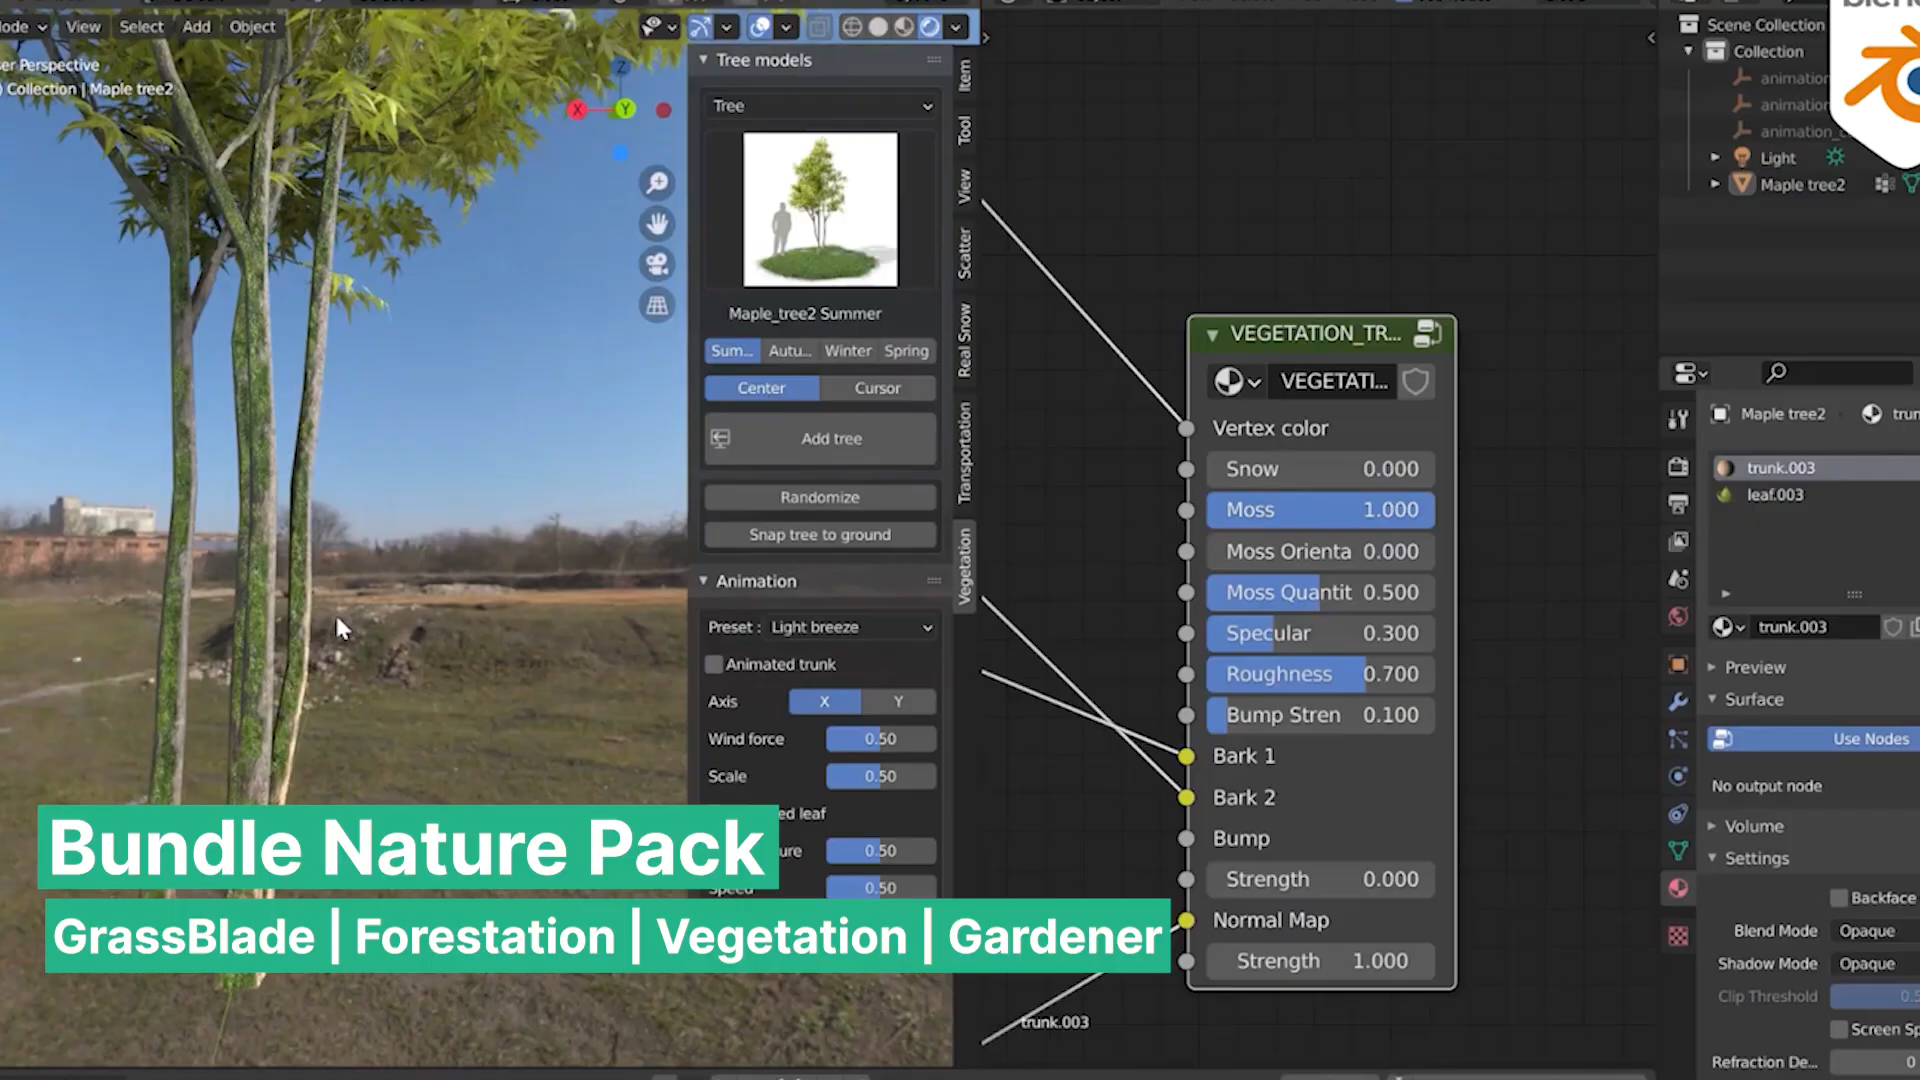 View Select Add Object
Perspective
Collection | Maple tree2
Z
X
Y
Tree models
Tree
Maple_tree2 Summer
Sum... Autu... Winter Spring
Center Cursor
Add tree
Randomize
Snap tree to ground
Animation
Preset : Light breeze
Animated trunk
Axis X Y
Wind force 0.50
Scale 0.50
leaf
0.50
Speed 0.50
Item
Tool
View
Scatter
Real Snow
Transportation
Vegetation
VEGETATION_TR...
VEGETATI...
Vertex color
Snow 0.000
Moss 1.000
Moss Orienta 0.000
Moss Quantit 0.500
Specular 0.300
Roughness 0.700
Bump Stren 0.100
Bark 1
Bark 2
Bump
Strength 0.000
Normal Map
Strength 1.000
trunk.003
Scene Collection
Collection
animation
animation
animation_
Light
Maple tree2
Maple tree2
trunk.003
leaf.003
trunk.003
Preview
Surface
Use Nodes
No output node
Volume
Settings
Backface
Blend Mode Opaque
Shadow Mode Opaque
Clip Threshold
Screen Sp
Refraction De... 0
Bundle Nature Pack
GrassBlade | Forestation | Vegetation | Gardener